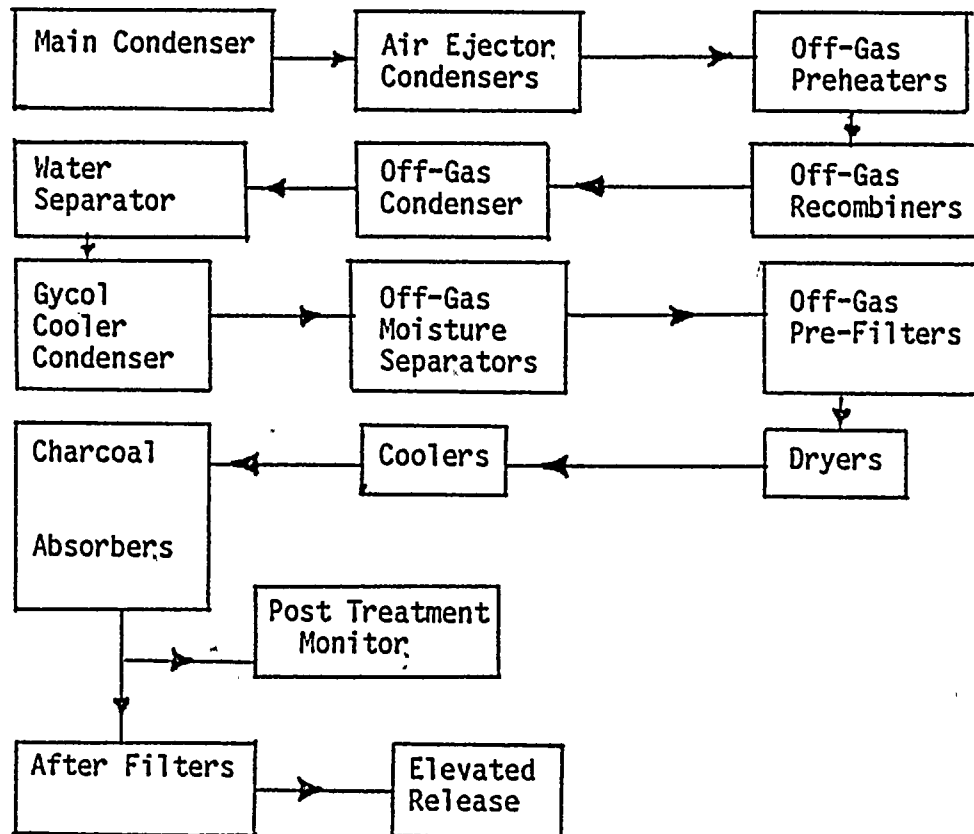 Main Condenser
Air Ejector
Condensers
Off-Gas
Preheaters
Water
Separator
Off-Gas
Condenser
Off-Gas
Recombiners
Gycol
Cooler
Condenser
Off-Gas
Moisture
Separators
Off-Gas
Pre-Filters
Charcoal
Absorbers
Coolers
Dryers
Post Treatment
Monitor
After Filters
Elevated
Release